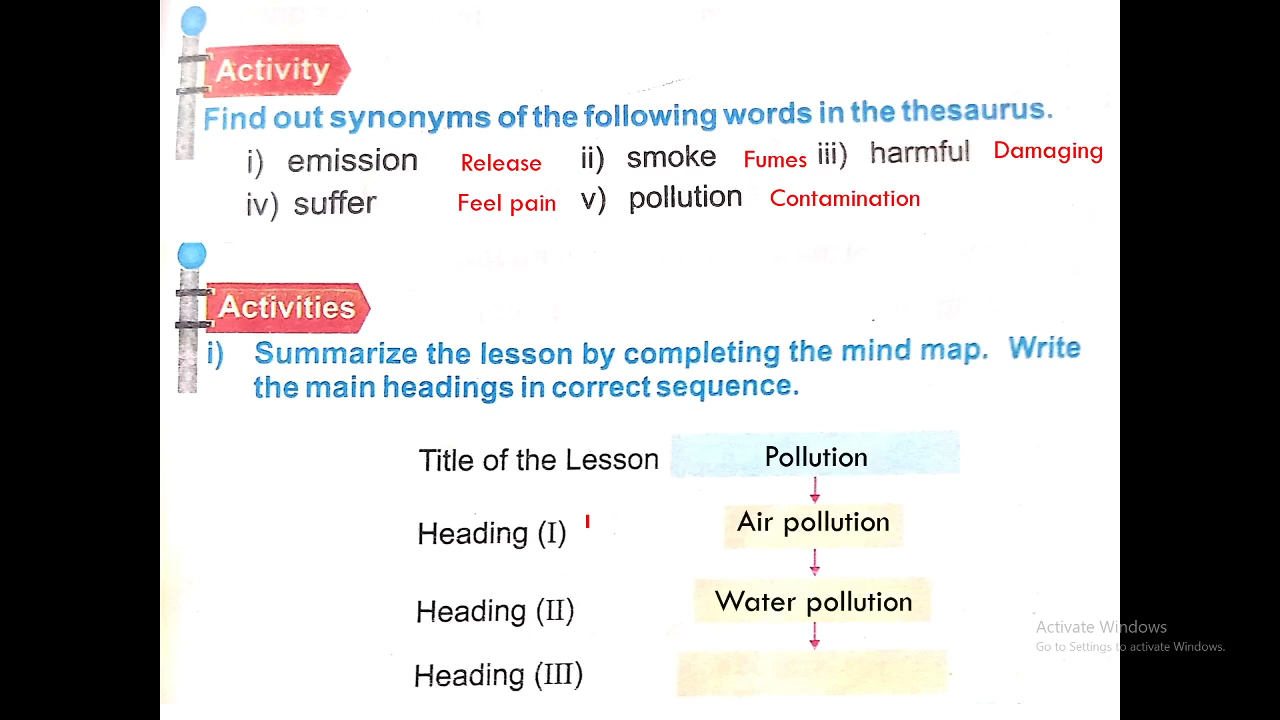 Activity
Find out synonyms of the following words in the thesaurus.
i) emission Release ii) smoke Fumes iii) harmful Damaging
iv) suffer Feel pain v) pollution Contamination
Activities
i) Summarize the lesson by completing the mind map. Write
the main headings in correct sequence.
Title of the Lesson Pollution
Heading (I) I Air pollution
Heading (II) Water pollution
Heading (III)
Activate Windows
Go to Settings to activate Windows.